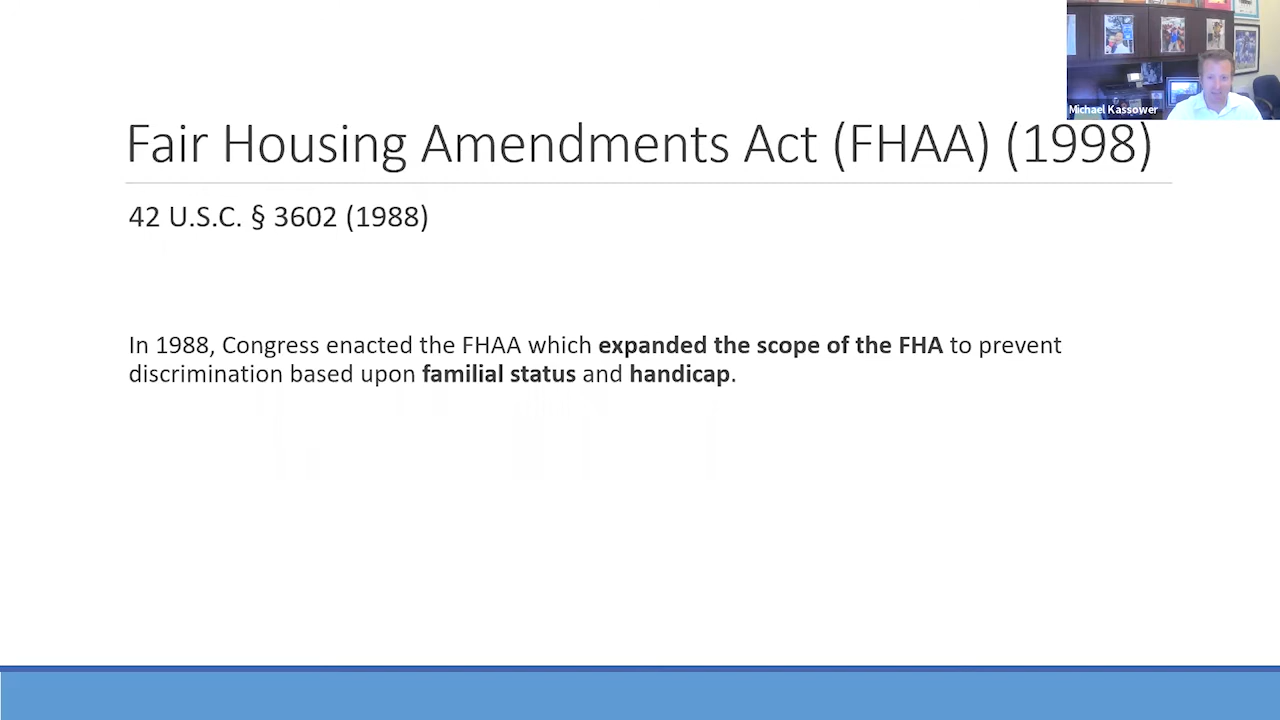 Michael Kassower
Fair Housing Amendments Act (FHAA) (1998)
42 U.S.C. § 3602 (1988)
In 1988, Congress enacted the FHAA which expanded the scope of the FHA to prevent
discrimination based upon familial status and handicap.